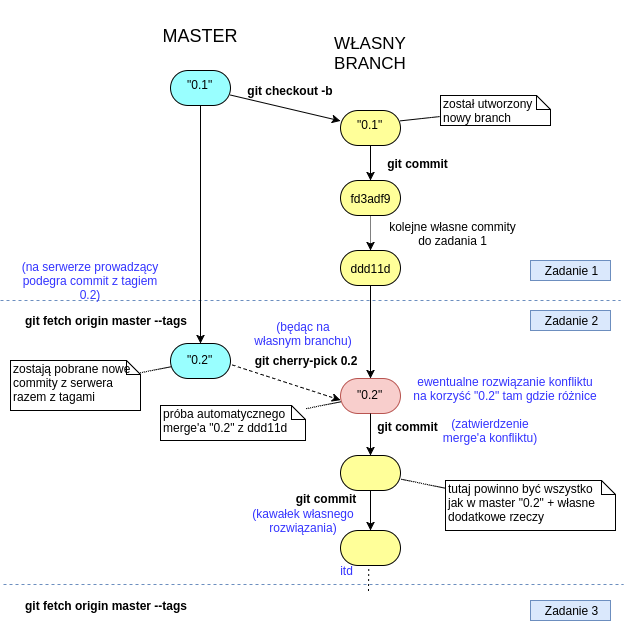 MASTER
WŁASNY
BRANCH
"0.1"
git checkout -b
"0.1"
został utworzony
nowy branch
git commit
fd3adf9
kolejne własne commity
do zadania 1
ddd11d
(na serwerze prowadzący
podegra commit z tagiem
0.2)
Zadanie 1
Zadanie 2
git fetch origin master --tags
(będąc na
własnym branchu)
"0.2"
git cherry-pick 0.2
zostają pobrane nowe
commity z serwera
razem z tagami
"0.2"
ewentualne rozwiązanie konfliktu
na korzyść "0.2" tam gdzie różnice
próba automatycznego
merge'a "0.2" z ddd11d
git commit
(zatwierdzenie
merge'a konfliktu)
git commit
(kawałek własnego
rozwiązania)
tutaj powinno być wszystko
jak w master "0.2" + własne
dodatkowe rzeczy
itd
git fetch origin master --tags
Zadanie 3